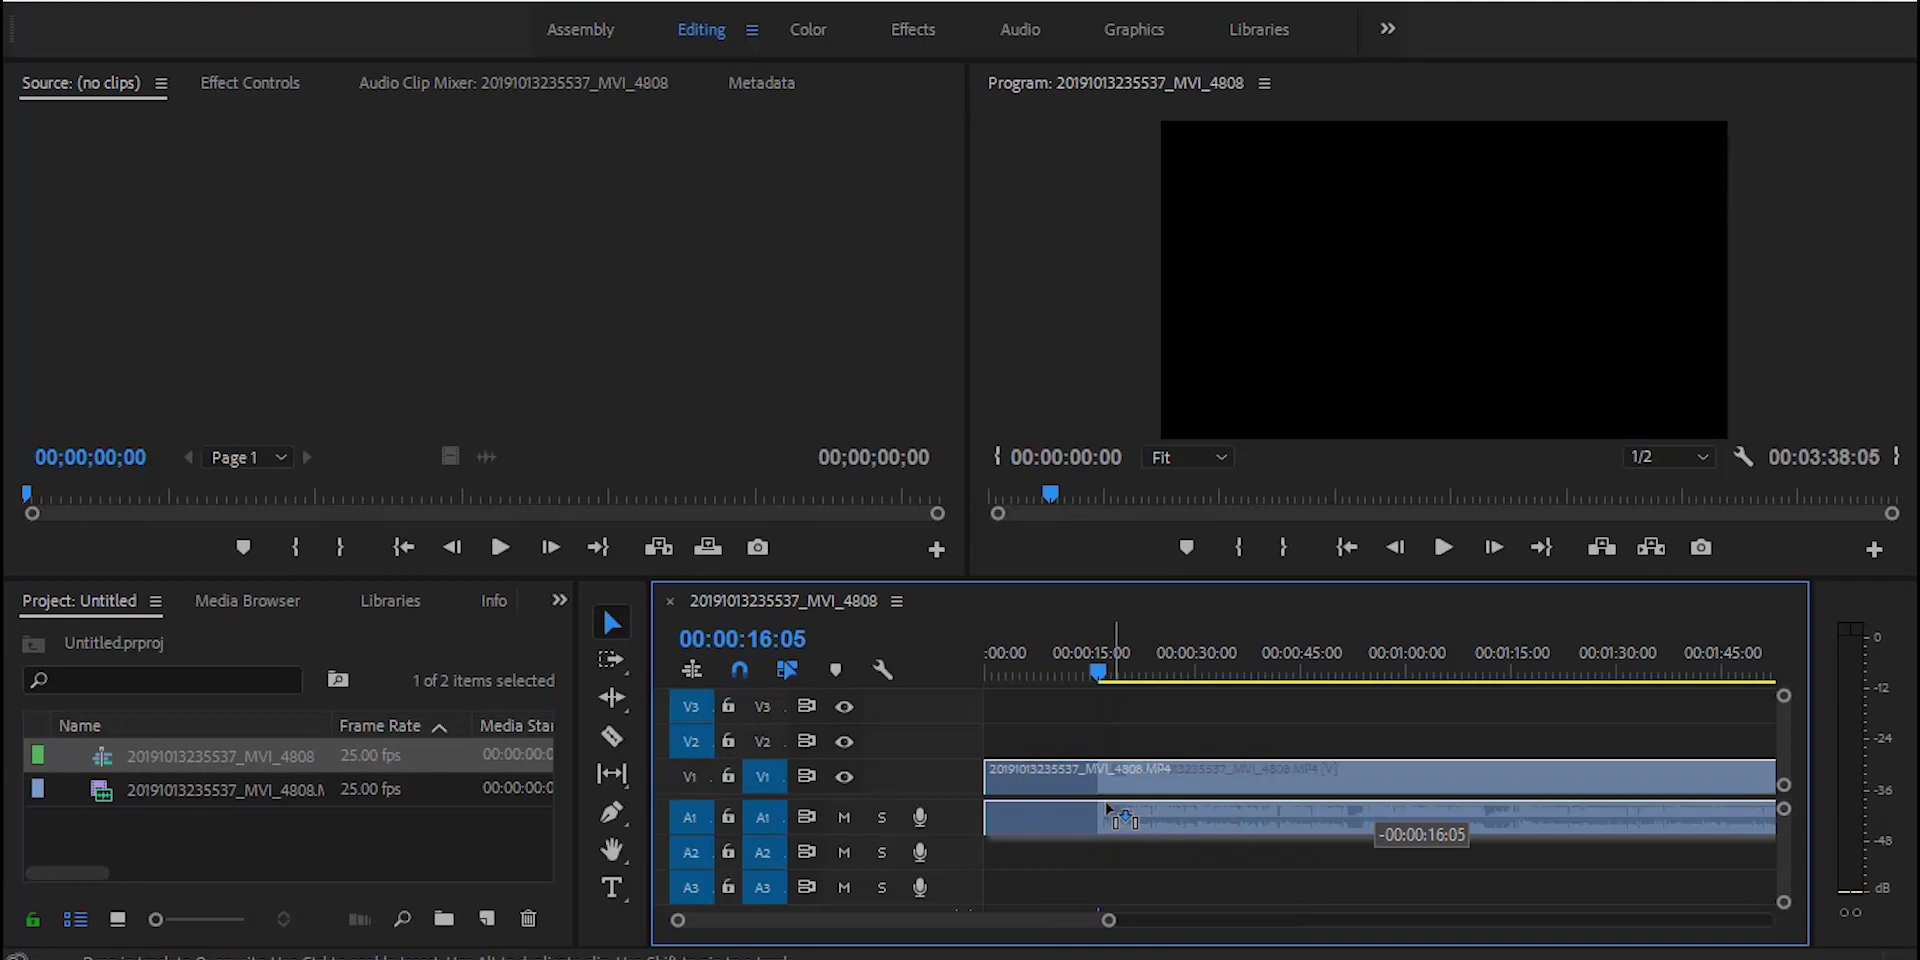 Assembly Editing Color Effects Audio Graphics Libraries
Source: (no clips) Effect Controls Audio Clip Mixer: 20191013235537_MVI_4808 Metadata
Program: 20191013235537_MVI_4808
00;00;00;00 Page 1 00;00;00;00
00:00:00:00 Fit 1/2 00:03:38:05
Project: Untitled Media Browser Libraries Info
Untitled.prproj
1 of 2 items selected
Name Frame Rate Media Star
20191013235537_MVI_4808 25.00 fps 00:00:00:0
20191013235537_MVI_4808.M 25.00 fps 00:00:00:0
20191013235537_MVI_4808
00:00:16:05
:00:00 00:00:15:00 00:00:30:00 00:00:45:00 00:01:00:00 00:01:15:00 00:01:30:00 00:01:45:00
V3 V3
V2 V2
V1 V1
20191013235537_MVI_4808.MP4 3235537_MVI_4808.MP4 [V]
A1 A1 M S
-00:00:16:05
A2 A2 M S
A3 A3 M S
0
-12
-24
-36
-48
dB